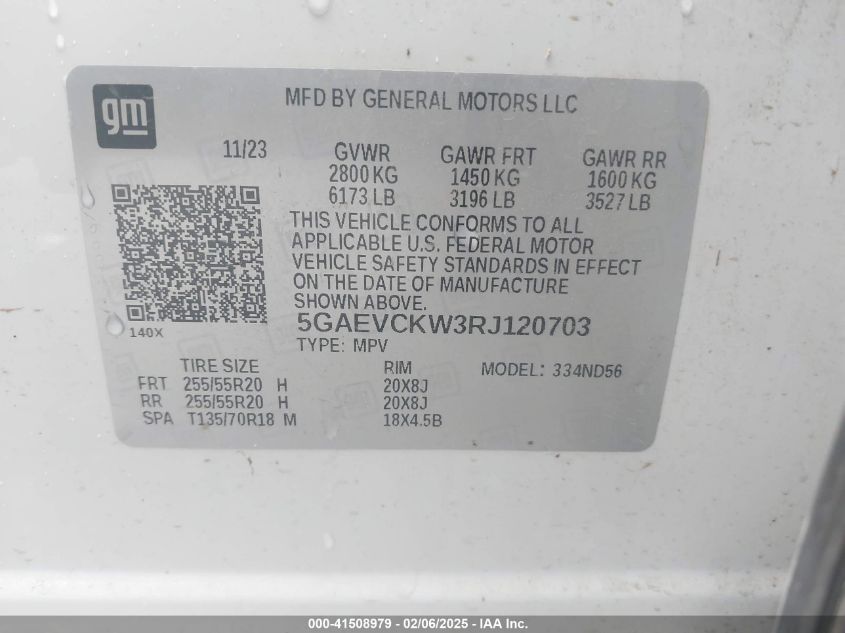 gm
MFD BY GENERAL MOTORS LLC
11/23 GVWR GAWR FRT GAWR RR
2800 KG 1450 KG 1600 KG
6173 LB 3196 LB 3527 LB
THIS VEHICLE CONFORMS TO ALL
APPLICABLE U.S. FEDERAL MOTOR
VEHICLE SAFETY STANDARDS IN EFFECT
ON THE DATE OF MANUFACTURE
SHOWN ABOVE.
140X
5GAEVCKW3RJ120703
TYPE: MPV
TIRE SIZE RIM MODEL: 334ND56
FRT 255/55R20 H 20X8J
RR 255/55R20 H 20X8J
SPA T135/70R18 M 18X4.5B
000-41508979 - 02/06/2025 - IAA Inc.